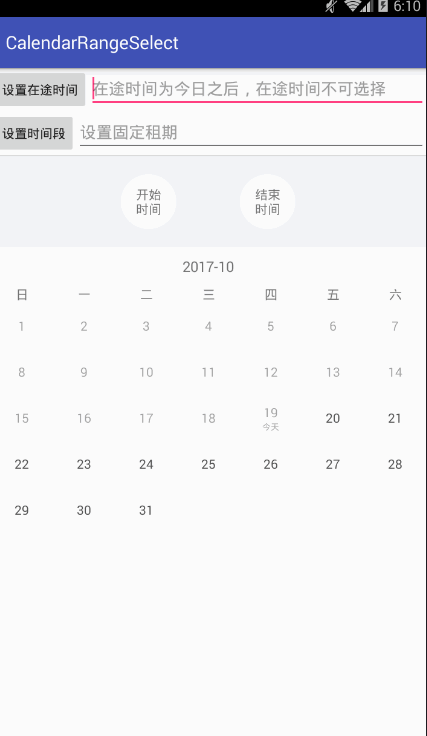 6:10
CalendarRangeSelect
设置在途时间 在途时间为今日之后，在途时间不可选择
设置时间段 设置固定租期
开始 结束
时间 时间
2017-10
日 一 二 三 四 五 六
1 2 3 4 5 6 7
8 9 10 11 12 13 14
15 16 17 18 19 20 21
今天
22 23 24 25 26 27 28
29 30 31